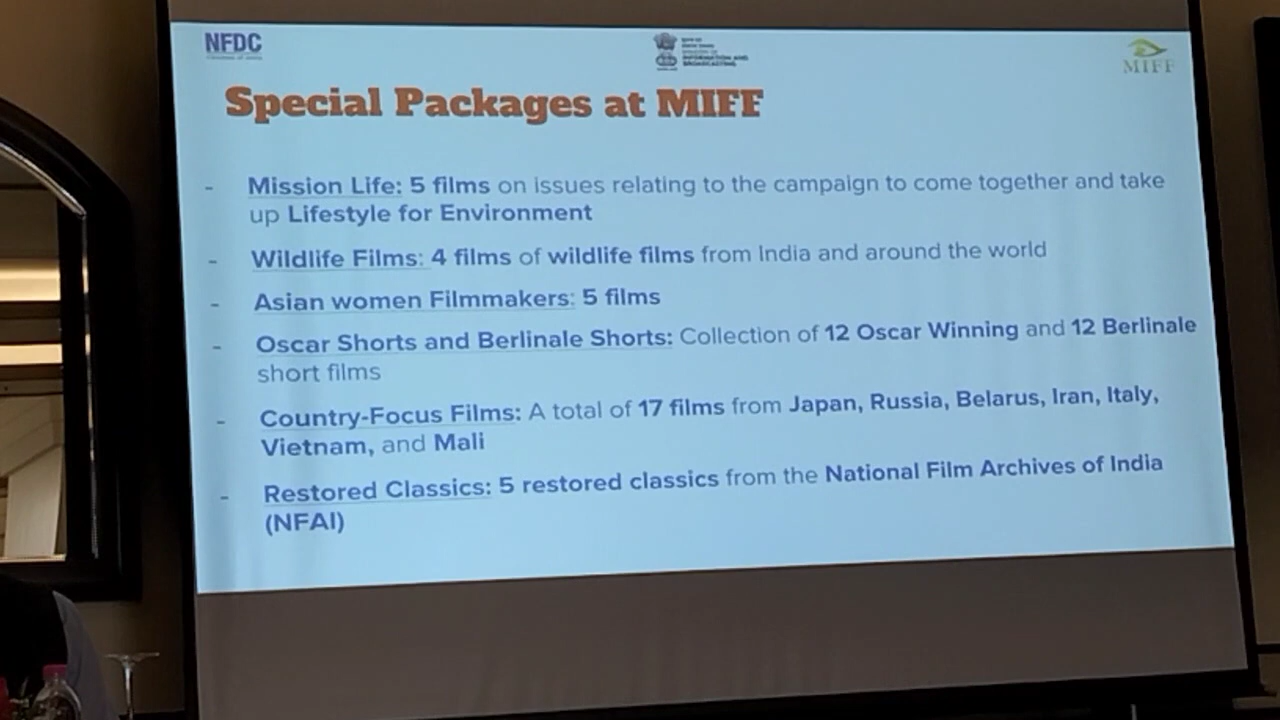 NFDC
INFORMATION AND
BROADCASTING
MIFF
Special Packages at MIFF
- Mission Life: 5 films on issues relating to the campaign to come together and take
up Lifestyle for Environment
- Wildlife Films: 4 films of wildlife films from India and around the world
- Asian women Filmmakers: 5 films
- Oscar Shorts and Berlinale Shorts: Collection of 12 Oscar Winning and 12 Berlinale
short films
- Country-Focus Films: A total of 17 films from Japan, Russia, Belarus, Iran, Italy,
Vietnam, and Mali
- Restored Classics: 5 restored classics from the National Film Archives of India
(NFAI)